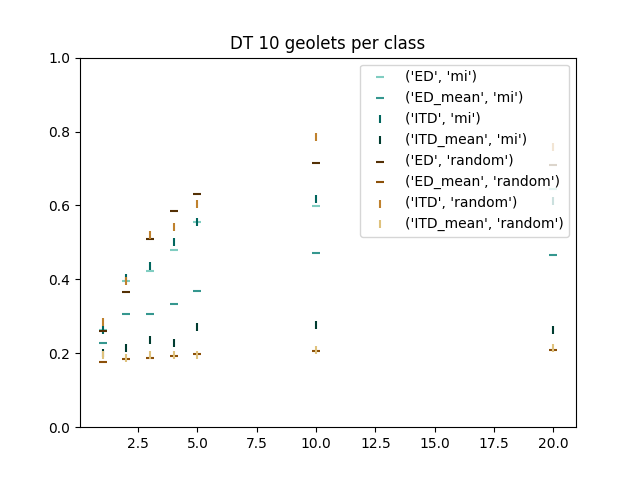 DT 10 geolets per class
1.0
0.8
0.6
0.4
0.2
0.0
2.5 5.0 7.5 10.0 12.5 15.0 17.5 20.0
('ED', 'mi')
('ED_mean', 'mi')
('ITD', 'mi')
('ITD_mean', 'mi')
('ED', 'random')
('ED_mean', 'random')
('ITD', 'random')
('ITD_mean', 'random')